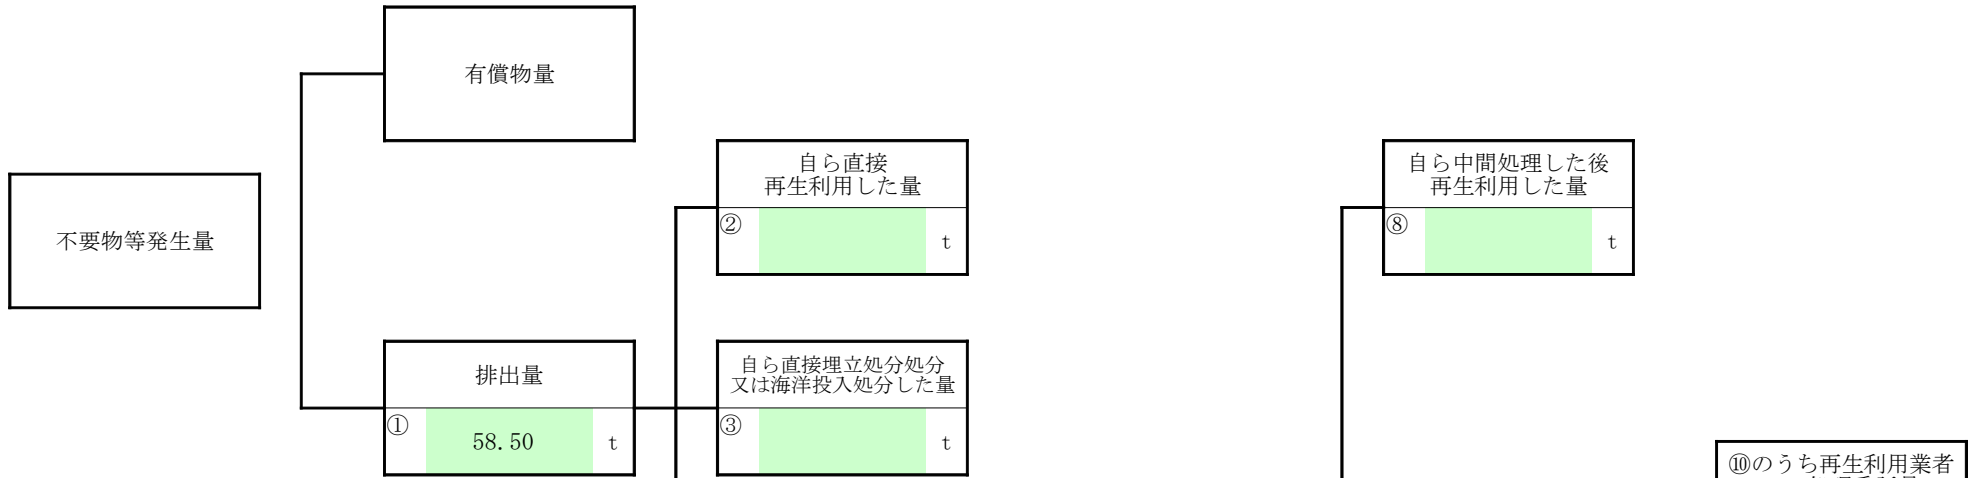 有償物量
自ら直接
再生利用した量
② t
自ら中間処理した後
再生利用した量
⑧ t
不要物等発生量
排出量
① 58.50 t
自ら直接埋立処分処分
又は海洋投入処分した量
③ t
⑩のうち再生利用業者